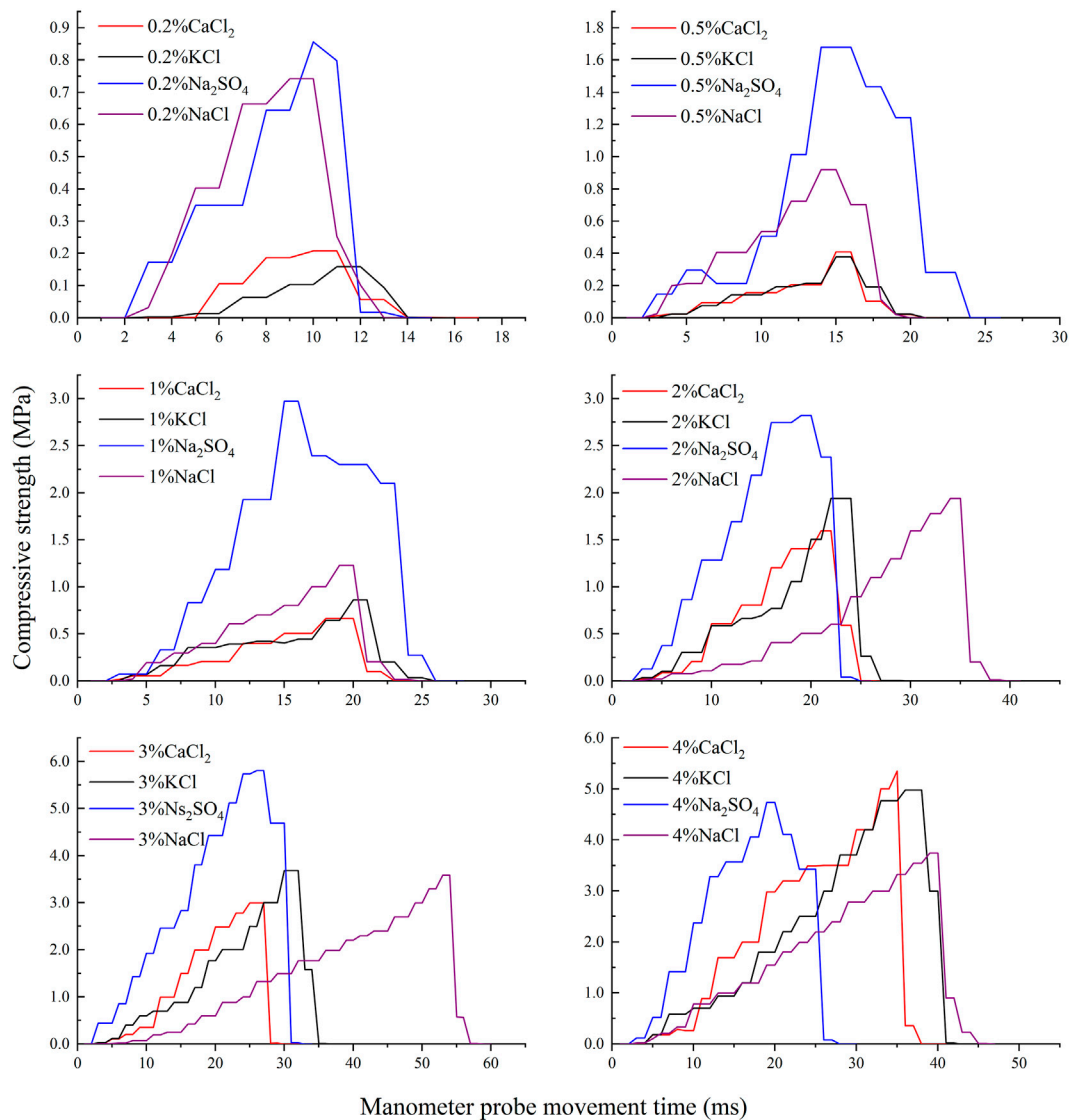 0.2%CaCl2
0.2%KCl
0.2%Na2SO4
0.2%NaCl
0.9
0.8
0.7
0.6
0.5
0.4
0.3
0.2
0.1
0.0
0 2 4 6 8 10 12 14 16 18
0.5%CaCl2
0.5%KCl
0.5%Na2SO4
0.5%NaCl
1.8
1.6
1.4
1.2
1.0
0.8
0.6
0.4
0.2
0.0
0 5 10 15 20 25 30
Compressive strength (MPa)
1%CaCl2
1%KCl
1%Na2SO4
1%NaCl
3.0
2.5
2.0
1.5
1.0
0.5
0.0
0 5 10 15 20 25 30
2%CaCl2
2%KCl
2%Na2SO4
2%NaCl
3.0
2.5
2.0
1.5
1.0
0.5
0.0
0 10 20 30 40
3%CaCl2
3%KCl
3%Ns2SO4
3%NaCl
6.0
5.0
4.0
3.0
2.0
1.0
0.0
0 10 20 30 40 50 60
4%CaCl2
4%KCl
4%Na2SO4
4%NaCl
6.0
5.0
4.0
3.0
2.0
1.0
0.0
0 10 20 30 40 50
Manometer probe movement time (ms)